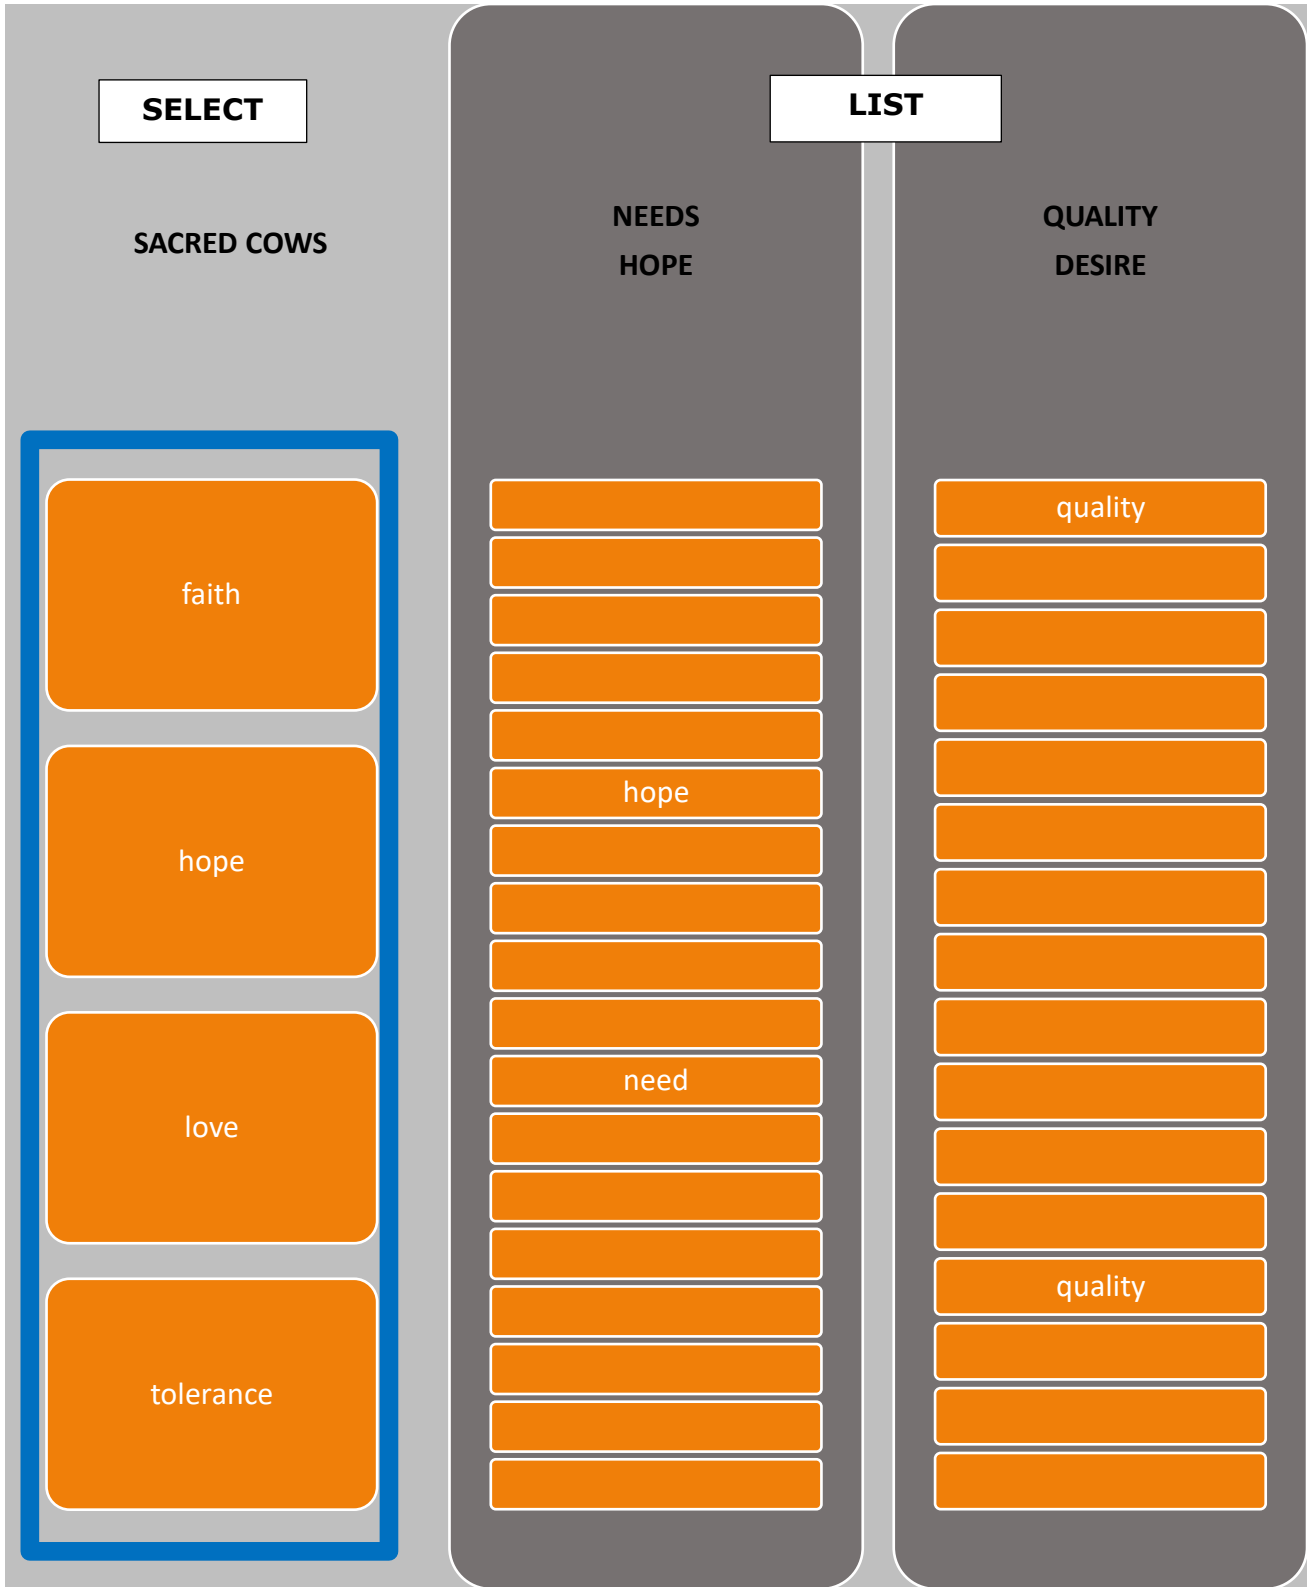 SELECT
LIST
SACRED COWS
NEEDS
HOPE
QUALITY
DESIRE
faith
hope
love
tolerance
hope
need
quality
quality